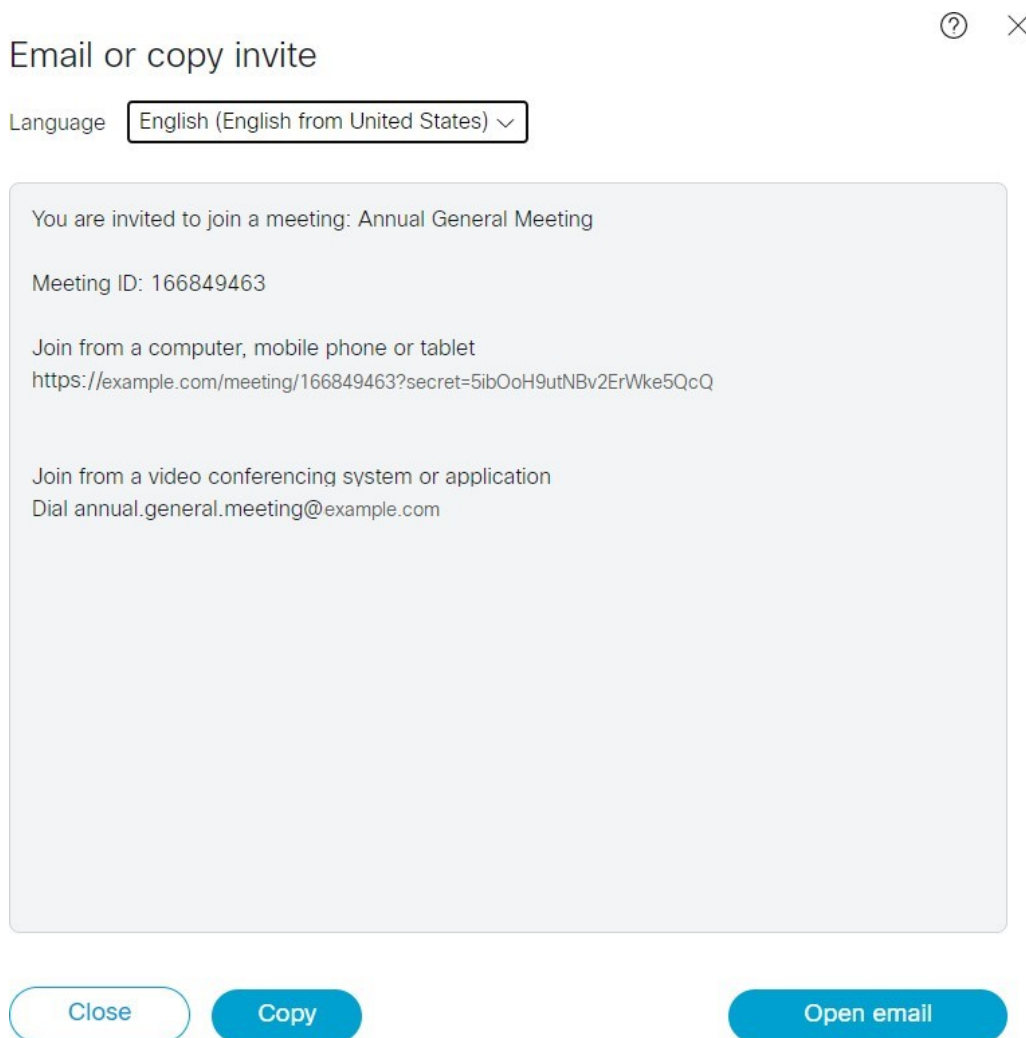 Email or copy invite
Language English (English from United States)
You are invited to join a meeting: Annual General Meeting
Meeting ID: 166849463
Join from a computer, mobile phone or tablet
https://example.com/meeting/166849463?secret=5ibOoH9utNBv2ErWke5QcQ
Join from a video conferencing system or application
Dial annual.general.meeting@example.com
Close Copy Open email